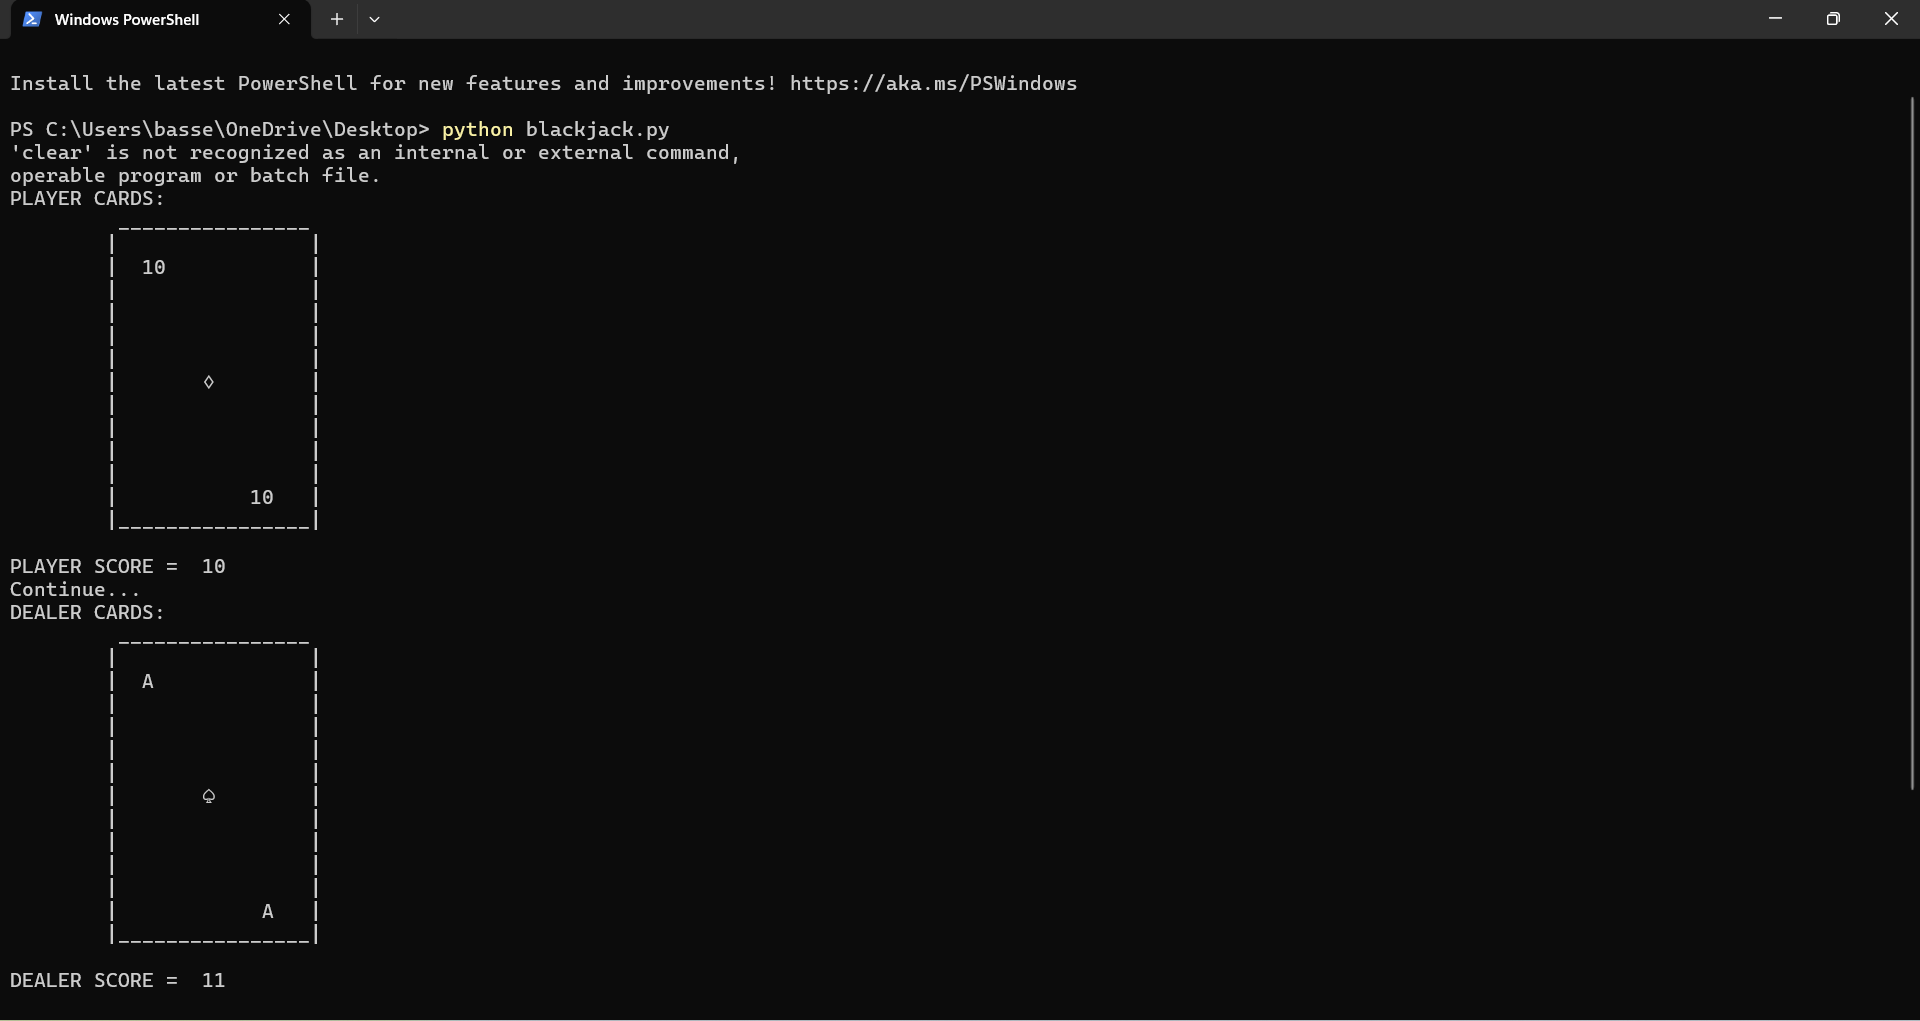 Windows PowerShell
Install the latest PowerShell for new features and improvements! https://aka.ms/PSWindows
PS C:\Users\basse\OneDrive\Desktop> python blackjack.py
'clear' is not recognized as an internal or external command,
operable program or batch file.
PLAYER CARDS:
10
◊
10
PLAYER SCORE =  10
Continue...
DEALER CARDS:
A
♤
A
DEALER SCORE =  11